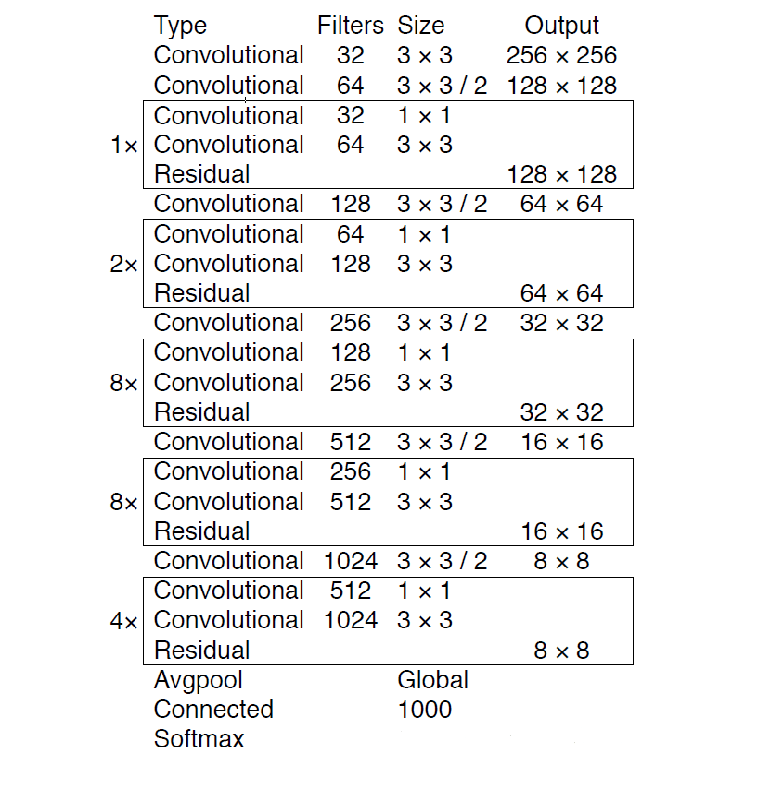 Type Filters Size Output
Convolutional 32 3 × 3 256 × 256
Convolutional 64 3 × 3 / 2 128 × 128
Convolutional 32 1 × 1
1× Convolutional 64 3 × 3
Residual 128 × 128
Convolutional 128 3 × 3 / 2 64 × 64
Convolutional 64 1 × 1
2× Convolutional 128 3 × 3
Residual 64 × 64
Convolutional 256 3 × 3 / 2 32 × 32
Convolutional 128 1 × 1
8× Convolutional 256 3 × 3
Residual 32 × 32
Convolutional 512 3 × 3 / 2 16 × 16
Convolutional 256 1 × 1
8× Convolutional 512 3 × 3
Residual 16 × 16
Convolutional 1024 3 × 3 / 2 8 × 8
Convolutional 512 1 × 1
4× Convolutional 1024 3 × 3
Residual 8 × 8
Avgpool Global
Connected 1000
Softmax